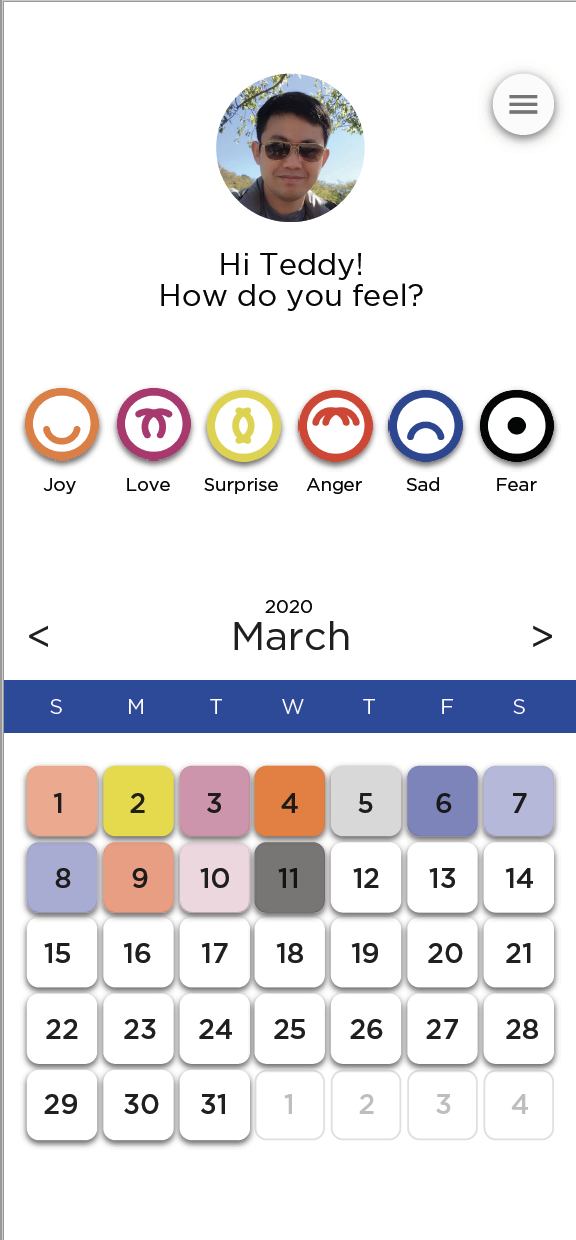 Hi Teddy!
How do you feel?
Joy Love Surprise Anger Sad Fear
2020
< March >
S M T W T F S
1 2 3 4 5 6 7
8 9 10 11 12 13 14
15 16 17 18 19 20 21
22 23 24 25 26 27 28
29 30 31 1 2 3 4